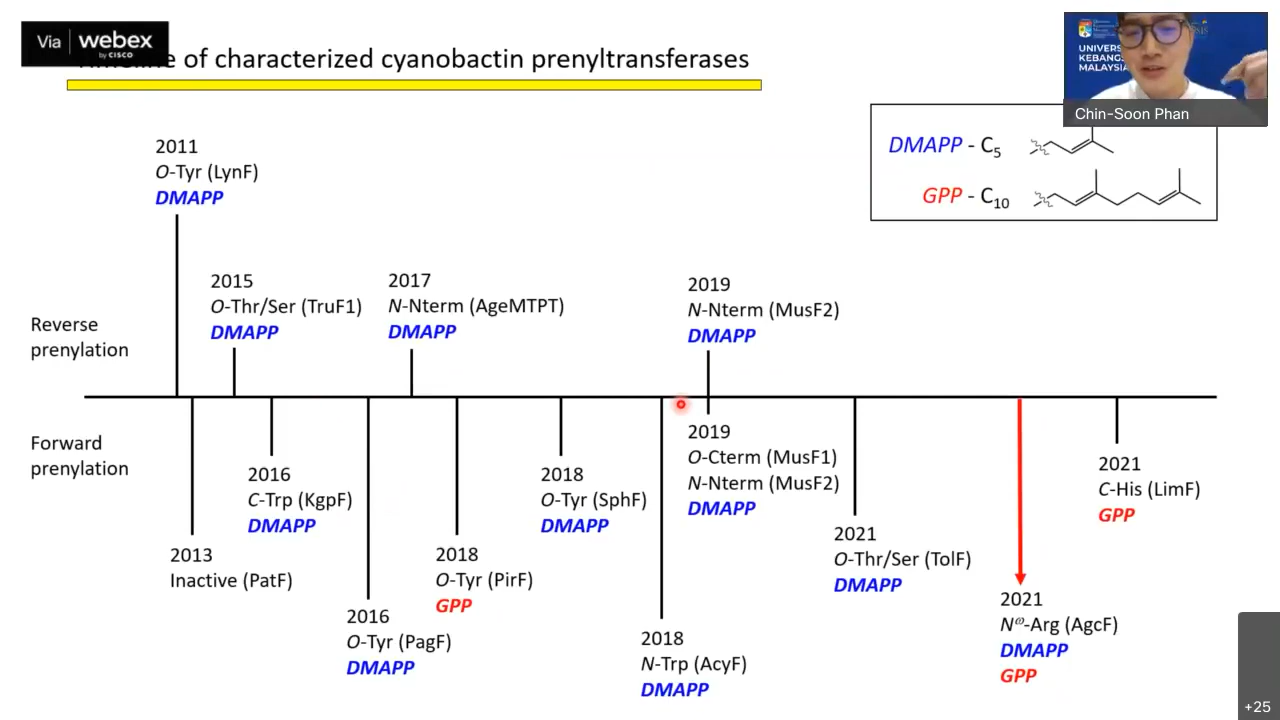 Via webex
by CISCO
Timeline of characterized cyanobactin prenyltransferases
UNIVERS
KEBANGS
MALAYSIA
Chin-Soon Phan
DMAPP - C5
GPP - C10
2011
O-Tyr (LynF)
DMAPP
2015
O-Thr/Ser (TruF1)
DMAPP
2017
N-Nterm (AgeMTPT)
DMAPP
2019
N-Nterm (MusF2)
DMAPP
Reverse
prenylation
Forward
prenylation
2013
Inactive (PatF)
2016
C-Trp (KgpF)
DMAPP
2016
O-Tyr (PagF)
DMAPP
2018
O-Tyr (PirF)
GPP
2018
O-Tyr (SphF)
DMAPP
2018
N-Trp (AcyF)
DMAPP
2019
O-Cterm (MusF1)
N-Nterm (MusF2)
DMAPP
2021
O-Thr/Ser (TolF)
DMAPP
2021
Nω-Arg (AgcF)
DMAPP
GPP
2021
C-His (LimF)
GPP
+25